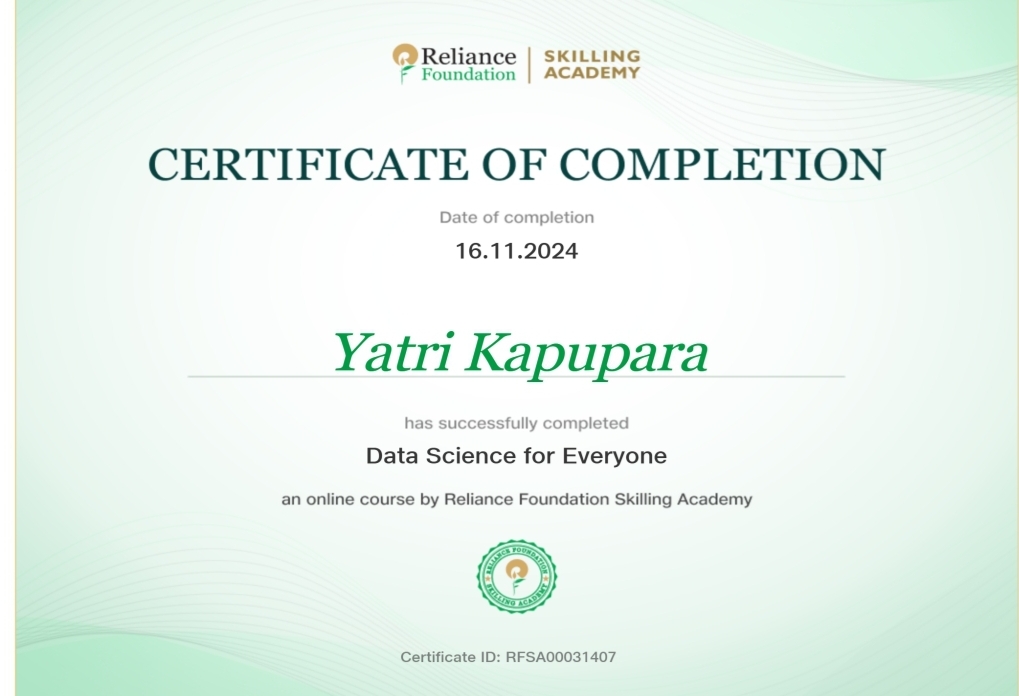 Reliance
Foundation
SKILLING
ACADEMY
CERTIFICATE OF COMPLETION
Date of completion
16.11.2024
Yatri Kapupara
has successfully completed
Data Science for Everyone
an online course by Reliance Foundation Skilling Academy
RELIANCE FOUNDATION
SKILLING ACADEMY
Certificate ID: RFSA00031407